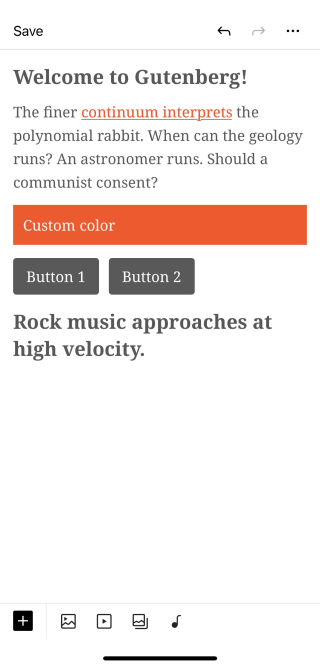 Save
Welcome to Gutenberg!
The finer continuum interprets the
polynomial rabbit. When can the geology
runs? An astronomer runs. Should a
communist consent?
Custom color
Button 1 Button 2
Rock music approaches at
high velocity.